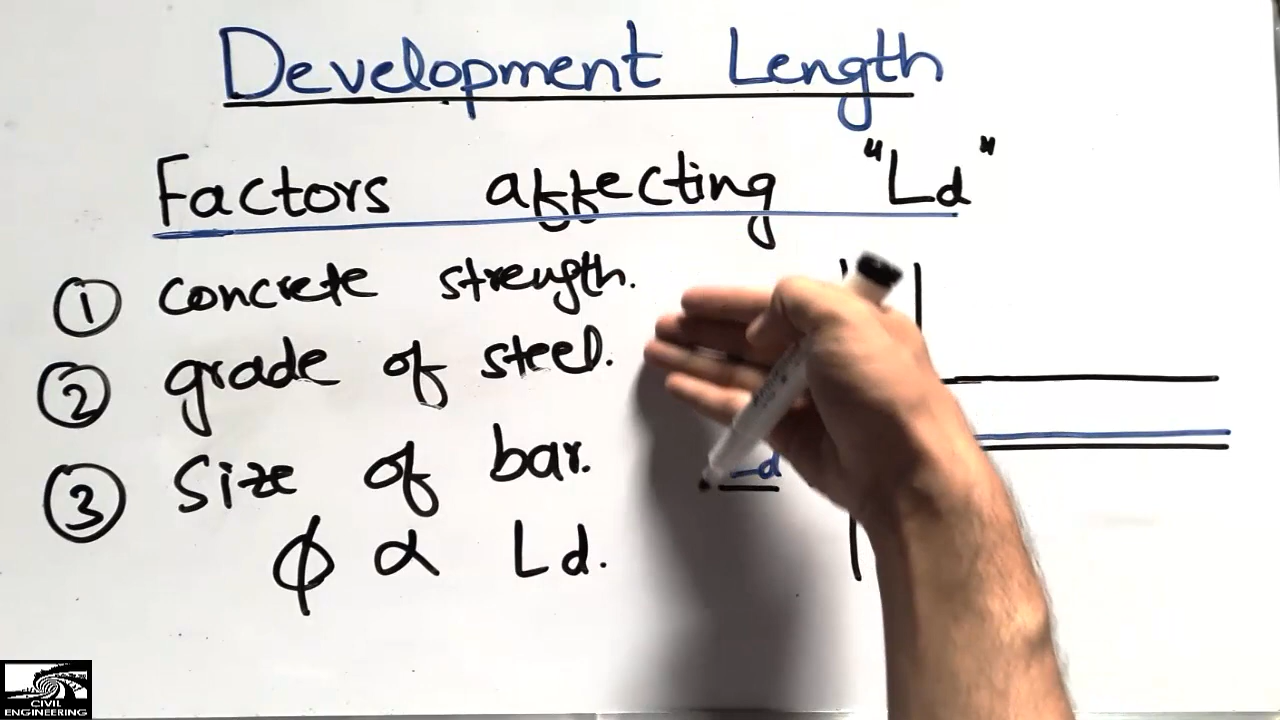 Development Length
Factors affecting "Ld"
① concrete strength.
② grade of steel.
③ Size of bar.
ϕ α Ld.
CIVIL
ENGINEERING